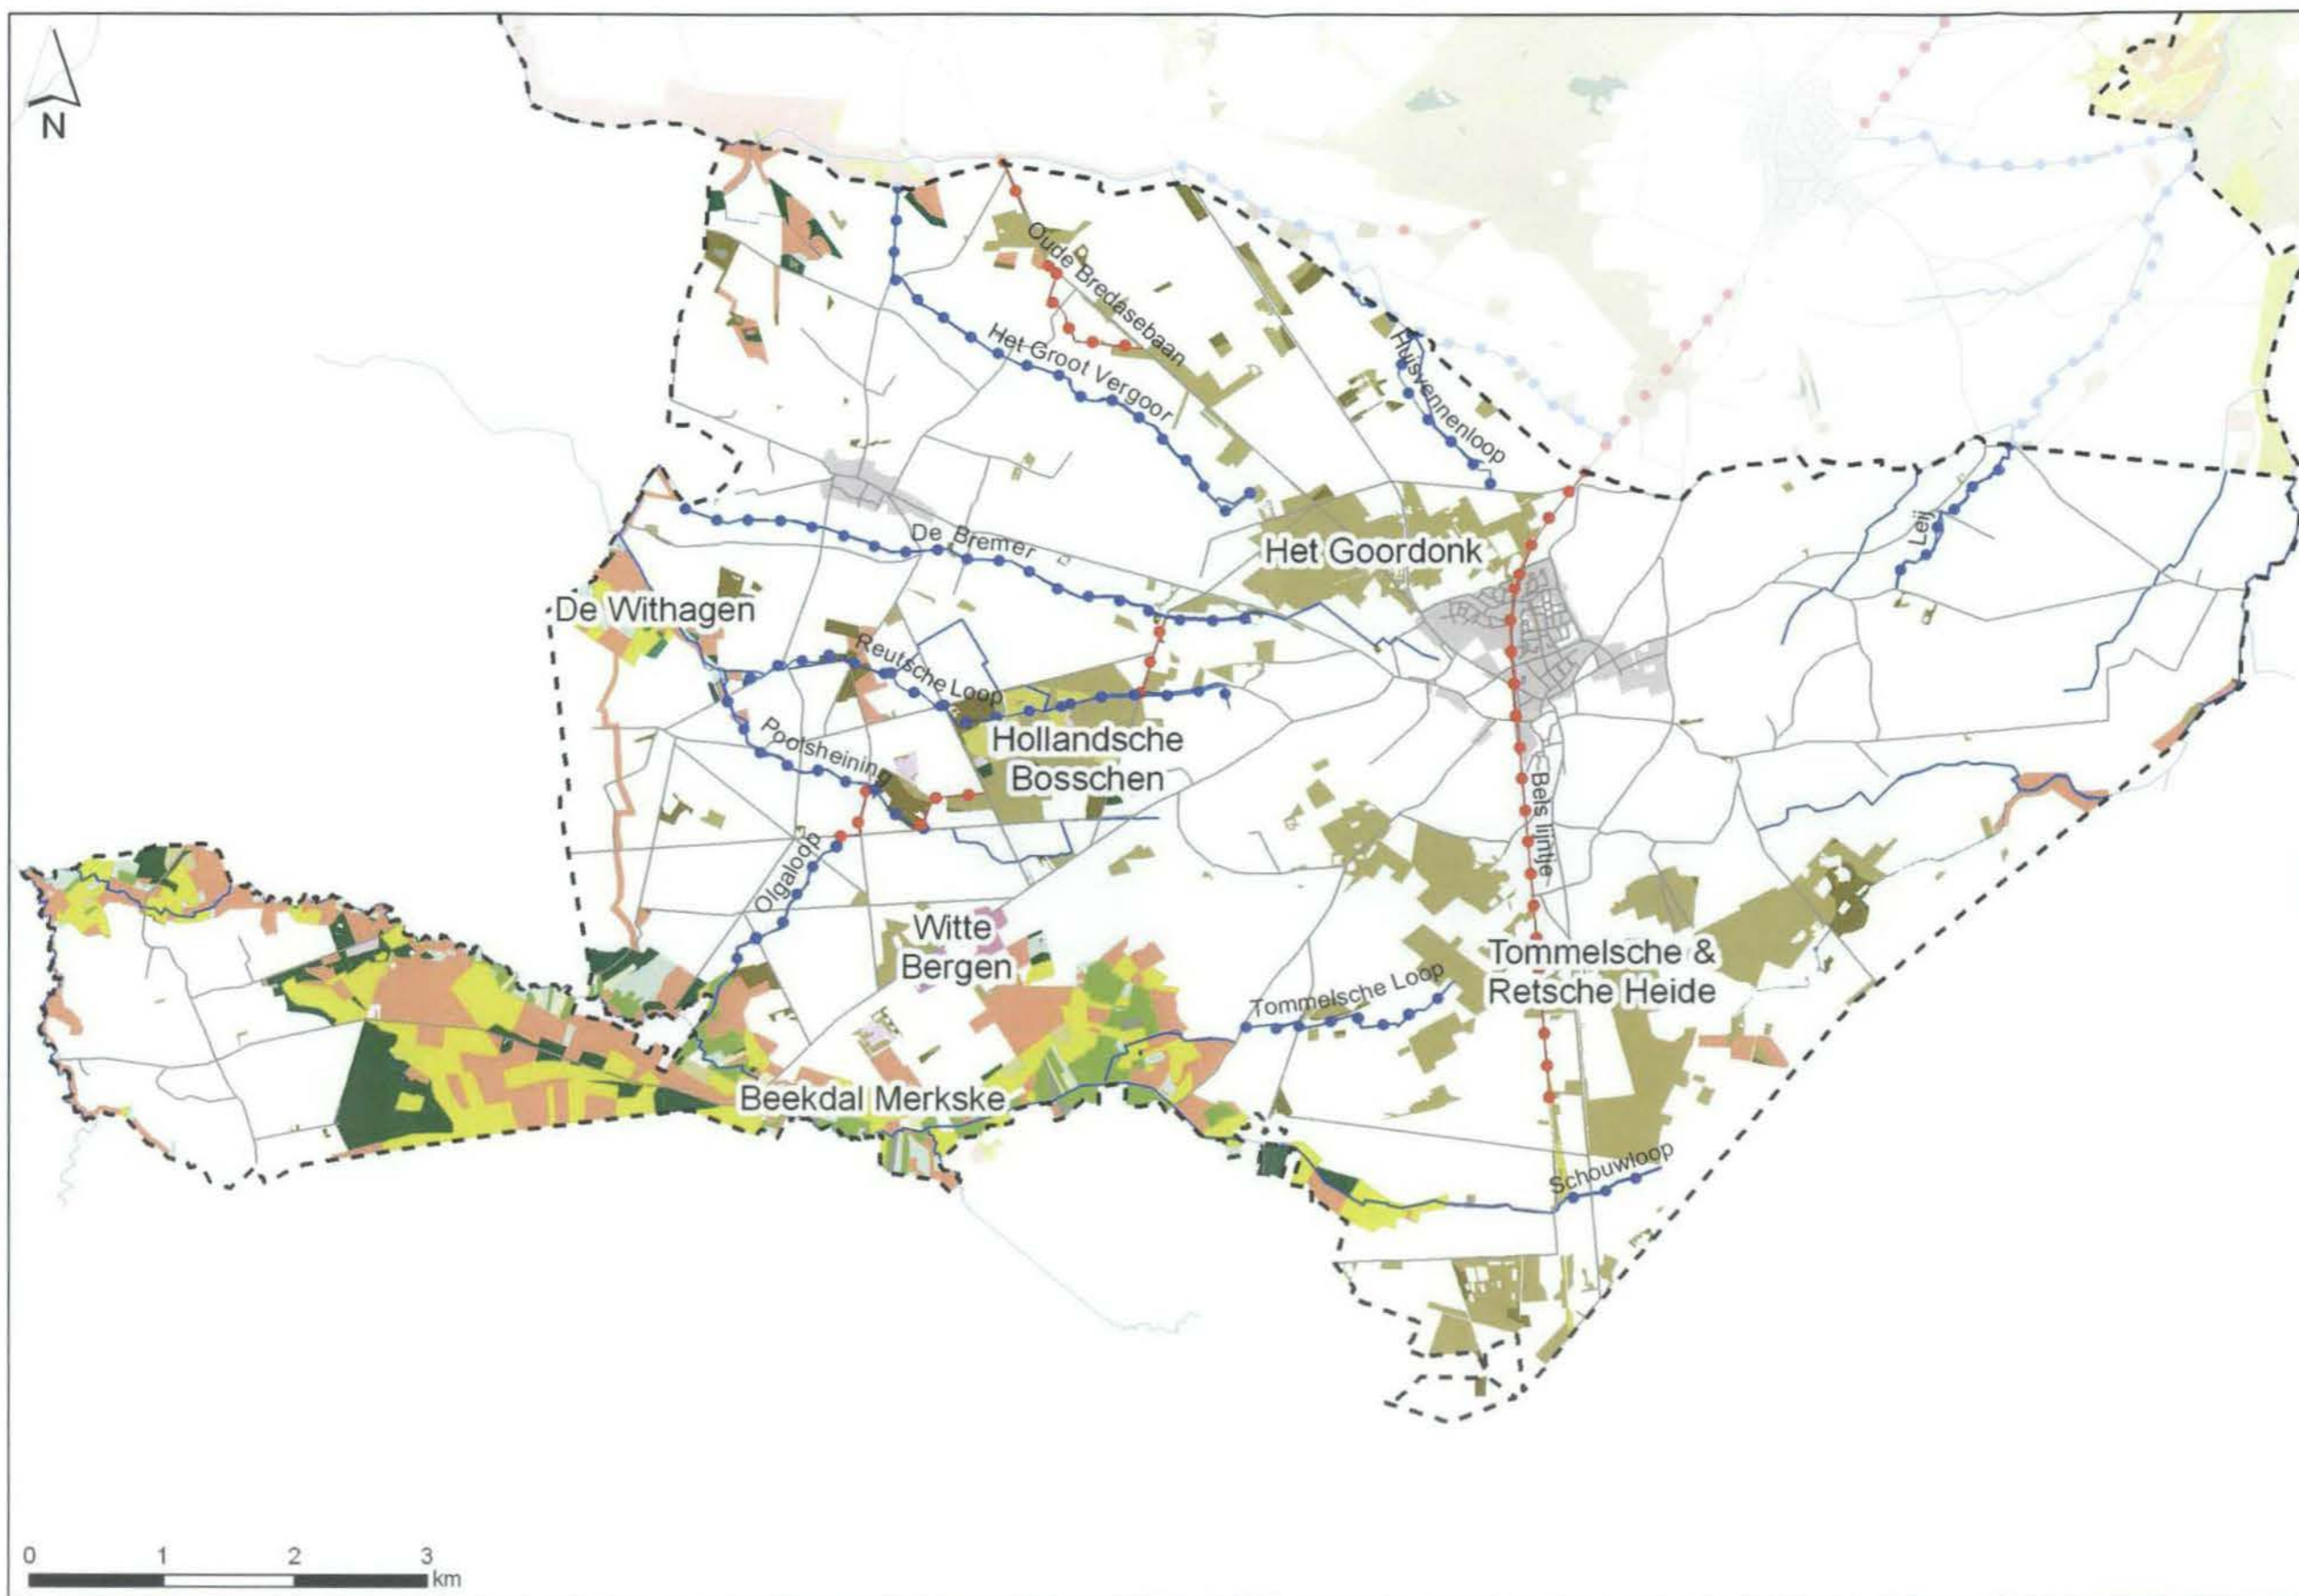 N
Oude Bredasebaan
Het Groot Vergoor
Huisvennenloop
Leij
De Bremer
Het Goordonk
De Withagen
Reutsche Loop
Hollandsche
Bosschen
Poolsheining
Bels lijntje
Olgaloop
Witte
Bergen
Tommelsche &
Retsche Heide
Tommelsche Loop
Beekdal Merkske
Schouwloop
0 1 2 3
km